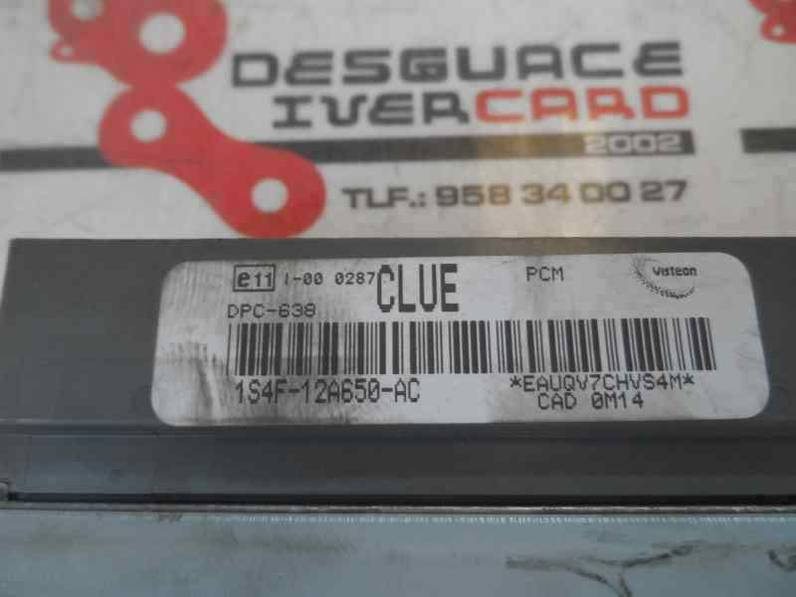 DESGUACE
IVERCARD
2002
TLF.: 958 34 00 27
e11 I-00 0287 CLUE PCM Visteon
DPC-638
1S4F-12A650-AC *EAUQV7CHVS4M*
CAD 0M14